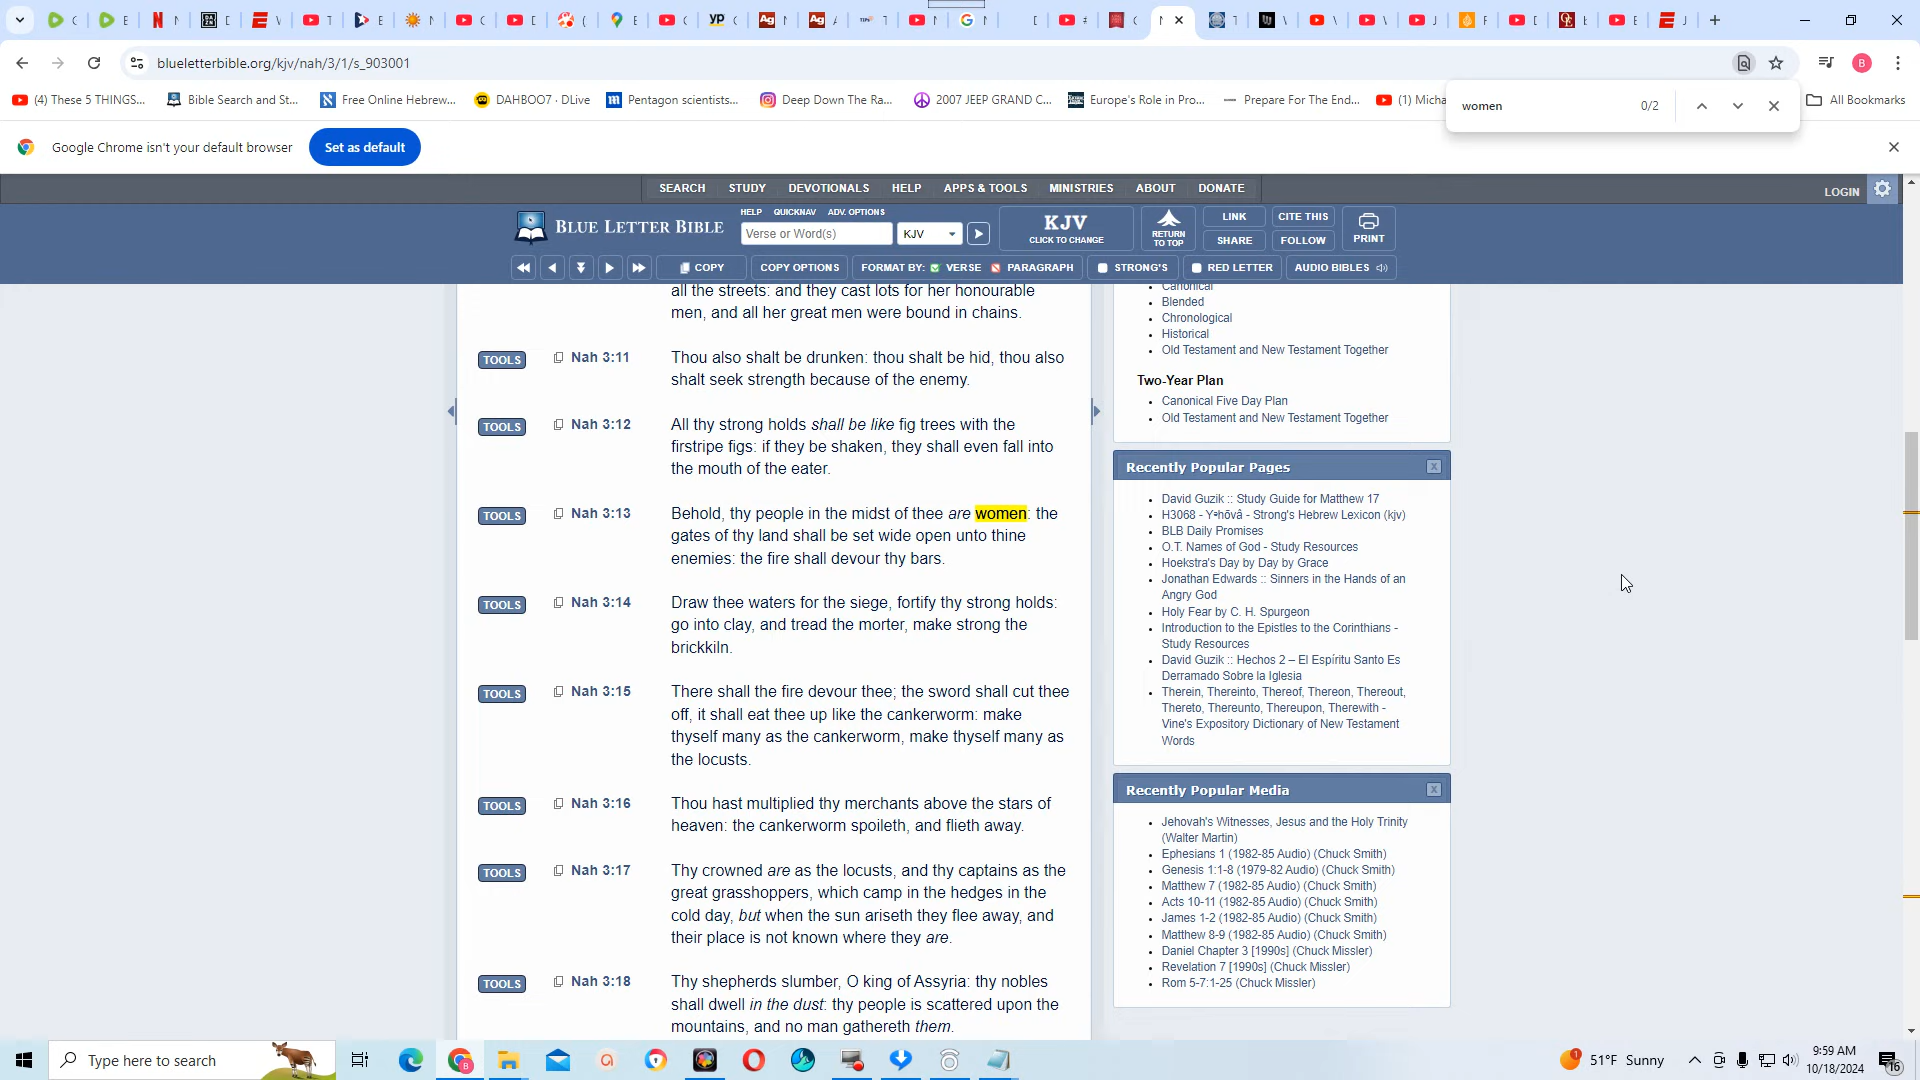 blueletterbible.org/kjv/nah/3/1/s_903001
(4) These 5 THINGS...
Bible Search and St...
Free Online Hebrew...
DAHBOO7 · DLive
Pentagon scientists...
Deep Down The Ra...
2007 JEEP GRAND C...
Europe's Role in Pro...
Prepare For The End...
(1) Micha
All Bookmarks
women
0/2
Google Chrome isn't your default browser
Set as default
SEARCH STUDY DEVOTIONALS HELP APPS & TOOLS MINISTRIES ABOUT DONATE
LOGIN
BLUE LETTER BIBLE
HELP QUICKNAV ADV. OPTIONS
Verse or Word(s)
KJV
KJV
CLICK TO CHANGE
RETURN
TO TOP
LINK
CITE THIS
SHARE
FOLLOW
PRINT
COPY
COPY OPTIONS
FORMAT BY: VERSE PARAGRAPH
STRONG'S
RED LETTER
AUDIO BIBLES
all the streets: and they cast lots for her honourable
men, and all her great men were bound in chains.
TOOLS
Nah 3:11
Thou also shalt be drunken: thou shalt be hid, thou also
shalt seek strength because of the enemy.
TOOLS
Nah 3:12
All thy strong holds shall be like fig trees with the
firstripe figs: if they be shaken, they shall even fall into
the mouth of the eater.
TOOLS
Nah 3:13
Behold, thy people in the midst of thee are women: the
gates of thy land shall be set wide open unto thine
enemies: the fire shall devour thy bars.
TOOLS
Nah 3:14
Draw thee waters for the siege, fortify thy strong holds:
go into clay, and tread the morter, make strong the
brickkiln.
TOOLS
Nah 3:15
There shall the fire devour thee; the sword shall cut thee
off, it shall eat thee up like the cankerworm: make
thyself many as the cankerworm, make thyself many as
the locusts.
TOOLS
Nah 3:16
Thou hast multiplied thy merchants above the stars of
heaven: the cankerworm spoileth, and flieth away.
TOOLS
Nah 3:17
Thy crowned are as the locusts, and thy captains as the
great grasshoppers, which camp in the hedges in the
cold day, but when the sun ariseth they flee away, and
their place is not known where they are.
TOOLS
Nah 3:18
Thy shepherds slumber, O king of Assyria: thy nobles
shall dwell in the dust: thy people is scattered upon the
mountains, and no man gathereth them.
Canonical
Blended
Chronological
Historical
Old Testament and New Testament Together
Two-Year Plan
Canonical Five Day Plan
Old Testament and New Testament Together
Recently Popular Pages
David Guzik :: Study Guide for Matthew 17
H3068 - Yᵊhōvâ - Strong's Hebrew Lexicon (kjv)
BLB Daily Promises
O.T. Names of God - Study Resources
Hoekstra's Day by Day by Grace
Jonathan Edwards :: Sinners in the Hands of an
Angry God
Holy Fear by C. H. Spurgeon
Introduction to the Epistles to the Corinthians -
Study Resources
David Guzik :: Hechos 2 – El Espíritu Santo Es
Derramado Sobre la Iglesia
Therein, Thereinto, Thereof, Thereon, Thereout,
Thereto, Thereunto, Thereupon, Therewith -
Vine's Expository Dictionary of New Testament
Words
Recently Popular Media
Jehovah's Witnesses, Jesus and the Holy Trinity
(Walter Martin)
Ephesians 1 (1982-85 Audio) (Chuck Smith)
Genesis 1:1-8 (1979-82 Audio) (Chuck Smith)
Matthew 7 (1982-85 Audio) (Chuck Smith)
Acts 10-11 (1982-85 Audio) (Chuck Smith)
James 1-2 (1982-85 Audio) (Chuck Smith)
Matthew 8-9 (1982-85 Audio) (Chuck Smith)
Daniel Chapter 3 [1990s] (Chuck Missler)
Revelation 7 [1990s] (Chuck Missler)
Rom 5-7:1-25 (Chuck Missler)
Type here to search
51°F Sunny
9:59 AM
10/18/2024
16